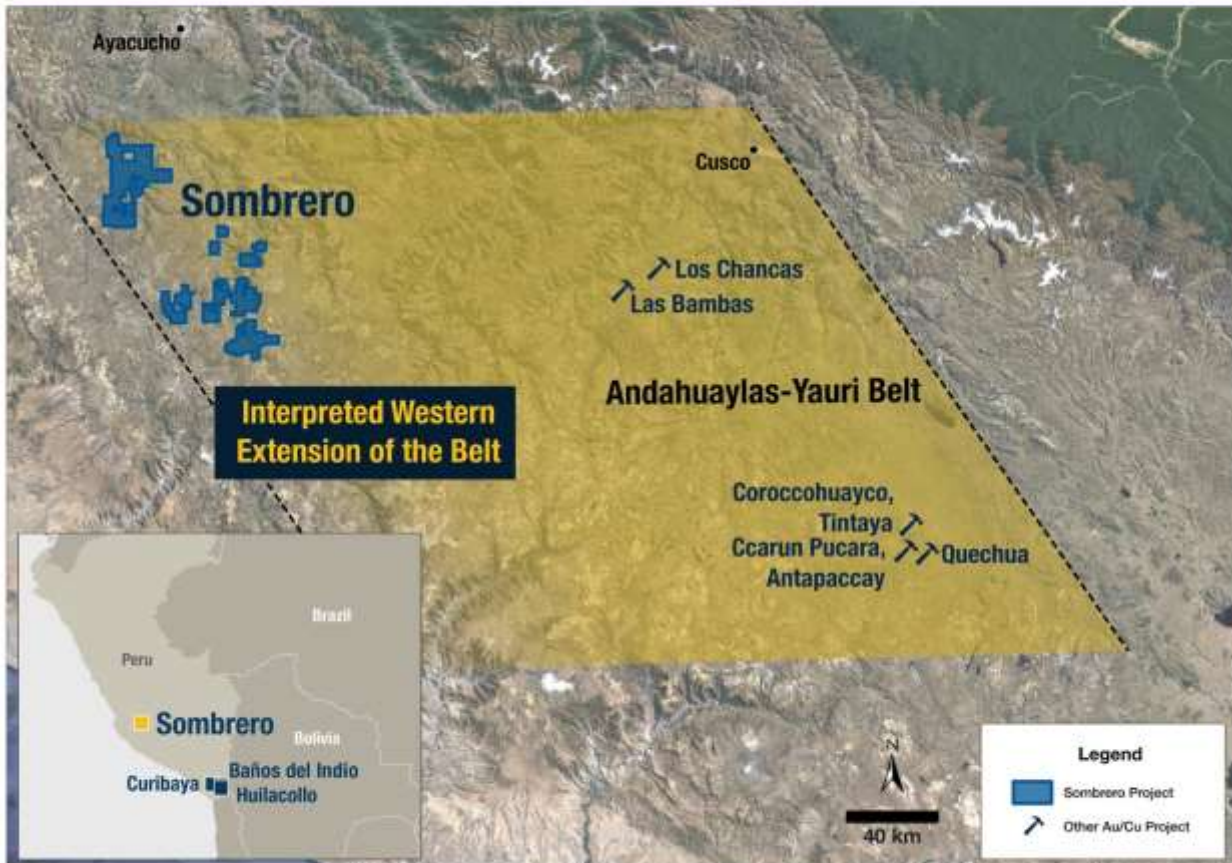 Ayacucho
Cusco
Sombrero
Los Chancas
Las Bambas
Andahuaylas-Yauri Belt
Interpreted Western
Extension of the Belt
Coroccohuayco,
Tintaya
Ccarun Pucara,
Antapaccay
Quechua
Brazil
Peru
Sombrero
Bolivia
Curibaya
Baños del Indio
Huilacollo
N
40 km
Legend
Sombrero Project
Other Au/Cu Project